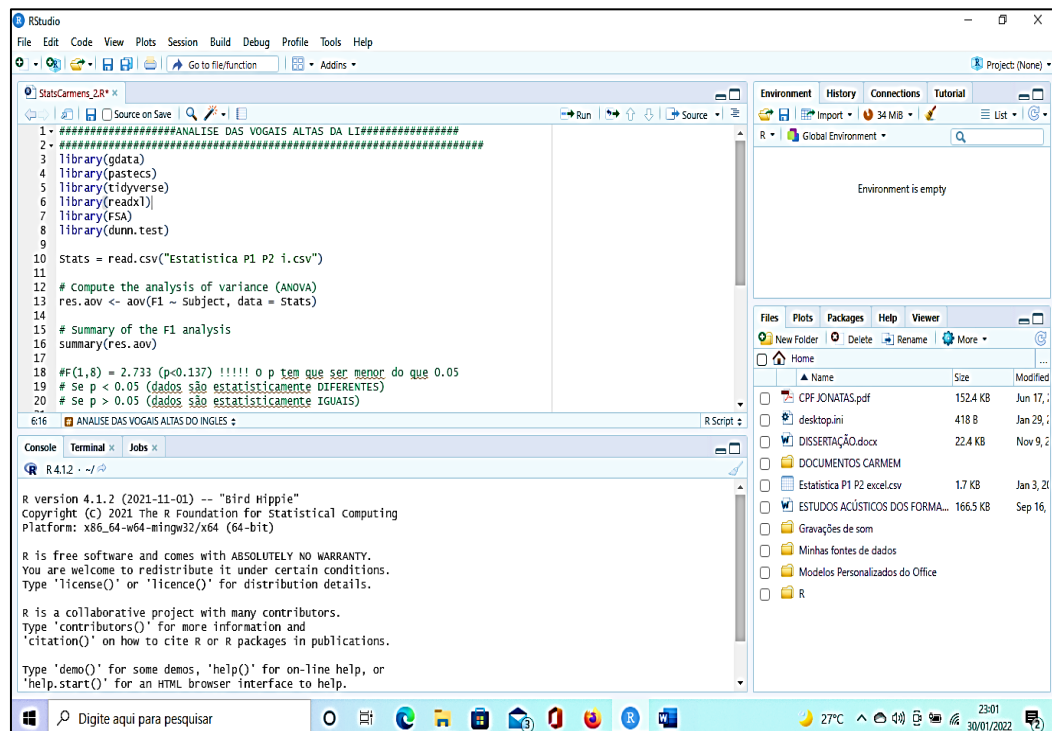 RStudio
File Edit Code View Plots Session Build Debug Profile Tools Help
Go to file/function Addins Project: (None)
StatsCarmens_2.R*
Source on Save Run Source
1 ###################ANALISE DAS VOGAIS ALTAS DA LI################
2 ####################################################################
3 library(gdata)
4 library(pastecs)
5 library(tidyverse)
6 library(readxl)
7 library(FSA)
8 library(dunn.test)
9
10 Stats = read.csv("Estatistica P1 P2 i.csv")
11
12 # Compute the analysis of variance (ANOVA)
13 res.aov <- aov(F1 ~ Subject, data = Stats)
14
15 # Summary of the F1 analysis
16 summary(res.aov)
17
18 #F(1,8) = 2.733 (p<0.137) !!!!! O p tem que ser menor do que 0.05
19 # Se p < 0.05 (dados são estatisticamente DIFERENTES)
20 # Se p > 0.05 (dados são estatisticamente IGUAIS)
6:16 ANALISE DAS VOGAIS ALTAS DO INGLES R Script
Console Terminal Jobs
R 4.1.2 · ~/
R version 4.1.2 (2021-11-01) -- "Bird Hippie"
Copyright (C) 2021 The R Foundation for Statistical Computing
Platform: x86_64-w64-mingw32/x64 (64-bit)
R is free software and comes with ABSOLUTELY NO WARRANTY.
You are welcome to redistribute it under certain conditions.
Type 'license()' or 'licence()' for distribution details.
R is a collaborative project with many contributors.
Type 'contributors()' for more information and
'citation()' on how to cite R or R packages in publications.
Type 'demo()' for some demos, 'help()' for on-line help, or
'help.start()' for an HTML browser interface to help.
Environment History Connections Tutorial
Import 34 MiB List
R Global Environment
Environment is empty
Files Plots Packages Help Viewer
New Folder Delete Rename More
Home ...
Name Size Modified
CPF JONATAS.pdf 152.4 KB Jun 17,
desktop.ini 418 B Jan 29,
DISSERTAÇÃO.docx 22.4 KB Nov 9,
DOCUMENTOS CARMEM
Estatistica P1 P2 excel.csv 1.7 KB Jan 3,
ESTUDOS ACÚSTICOS DOS FORMA... 166.5 KB Sep 16,
Gravações de som
Minhas fontes de dados
Modelos Personalizados do Office
R
Digite aqui para pesquisar 27°C 23:01
30/01/2022